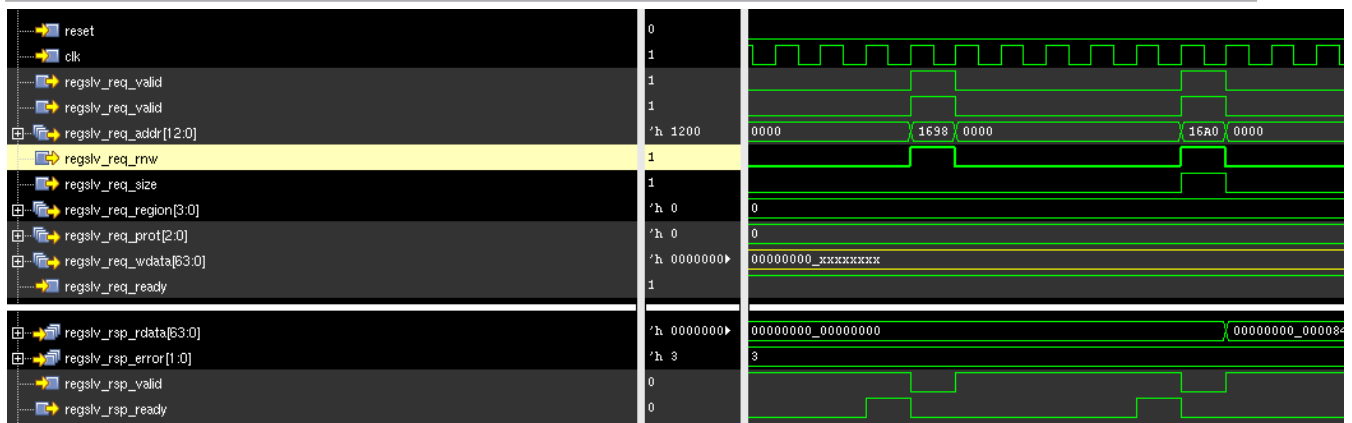 reset 0
clk 1
regslv_req_valid 1
regslv_req_valid 1
regslv_req_addr[12:0] 'h 1200 0000 1698 0000 16A0 0000
regslv_req_rnw 1
regslv_req_size 1
regslv_req_region[3:0] 'h 0 0
regslv_req_prot[2:0] 'h 0 0
regslv_req_wdata[63:0] 'h 0000000 00000000_xxxxxxxx
regslv_req_ready 1
regslv_rsp_rdata[63:0] 'h 0000000 00000000_00000000 00000000_000084
regslv_rsp_error[1:0] 'h 3 3
regslv_rsp_valid 0
regslv_rsp_ready 0